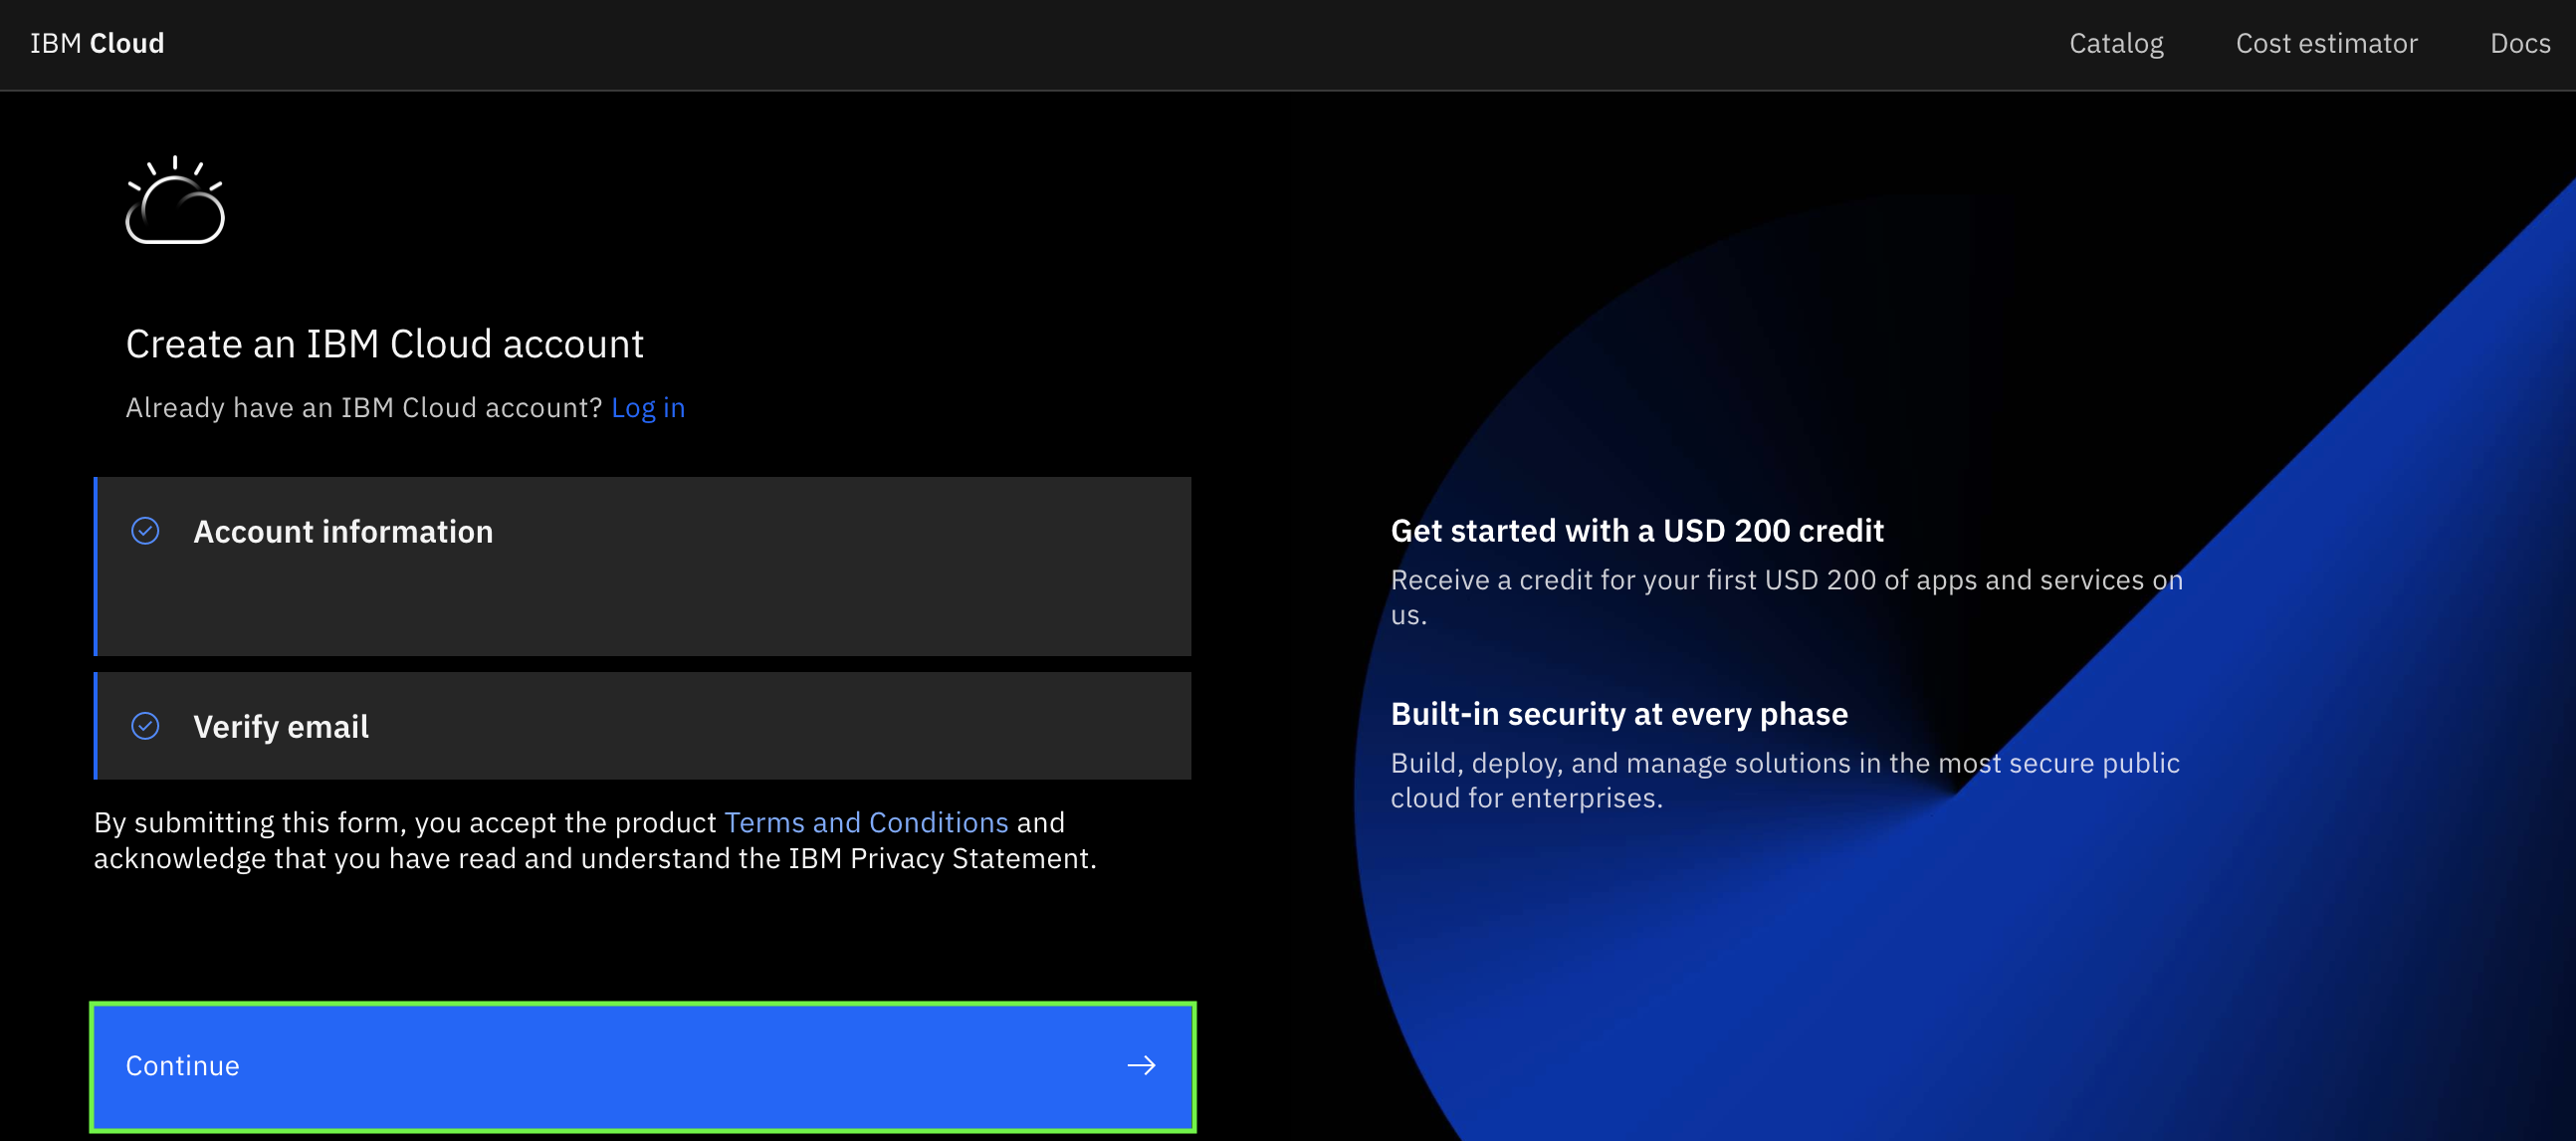 IBM Cloud
Catalog
Cost estimator
Docs
Create an IBM Cloud account
Already have an IBM Cloud account? Log in
Account information
Verify email
By submitting this form, you accept the product Terms and Conditions and
acknowledge that you have read and understand the IBM Privacy Statement.
Continue
Get started with a USD 200 credit
Receive a credit for your first USD 200 of apps and services on
us.
Built-in security at every phase
Build, deploy, and manage solutions in the most secure public
cloud for enterprises.